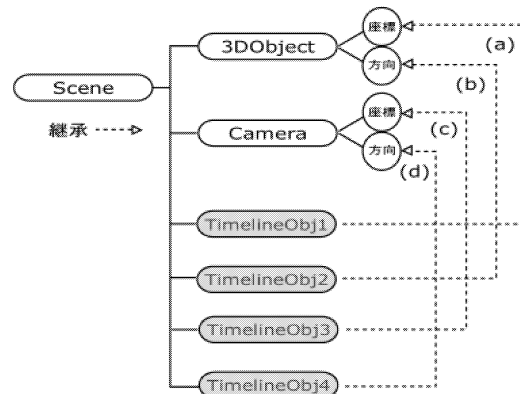 3DObject
座標
方向
(a)
(b)
Scene
継承
Camera
座標
方向
(c)
(d)
TimelineObj1
TimelineObj2
TimelineObj3
TimelineObj4